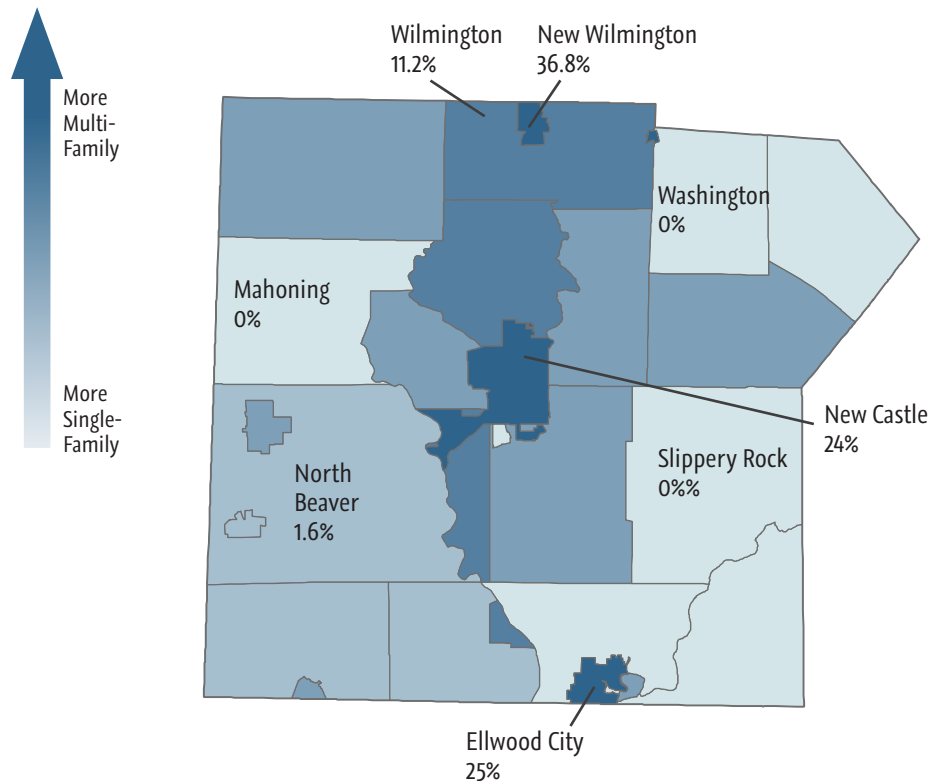 Wilmington
11.2%
New Wilmington
36.8%
More
Multi-
Family
Washington
0%
Mahoning
0%
More
Single-
Family
New Castle
24%
Slippery Rock
0%%
North
Beaver
1.6%
Ellwood City
25%